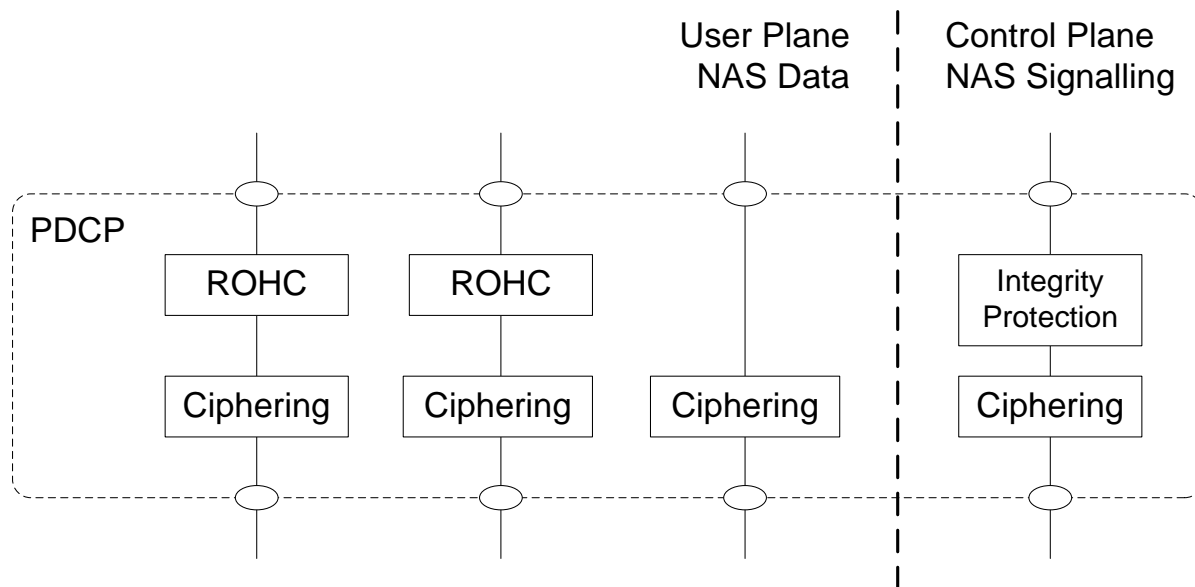 User Plane
NAS Data
Control Plane
NAS Signalling
PDCP
ROHC
ROHC
Integrity
Protection
Ciphering
Ciphering
Ciphering
Ciphering